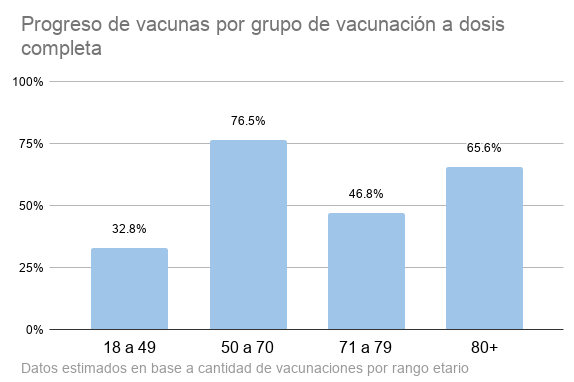 Progreso de vacunas por grupo de vacunación a dosis
completa
100%
75%
50%
25%
0%
32.8%
76.5%
46.8%
65.6%
18 a 49
50 a 70
71 a 79
80+
Datos estimados en base a cantidad de vacunaciones por rango etario